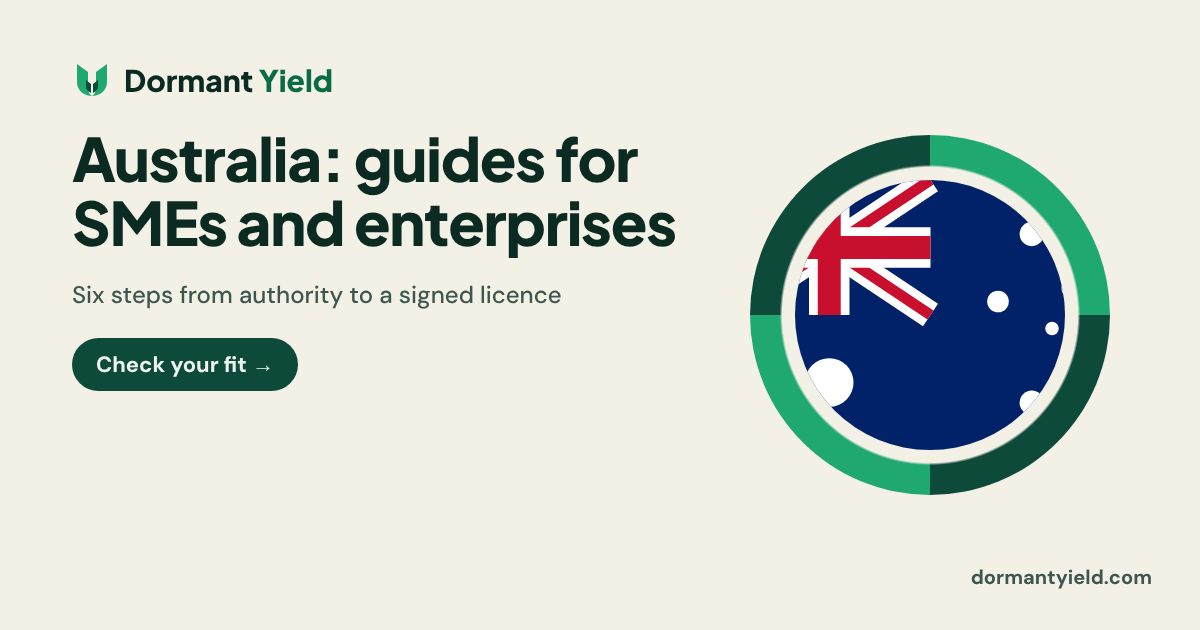 Dormant Yield
Australia: guides for
SMEs and enterprises
Six steps from authority to a signed licence
Check your fit →
dormantyield.com